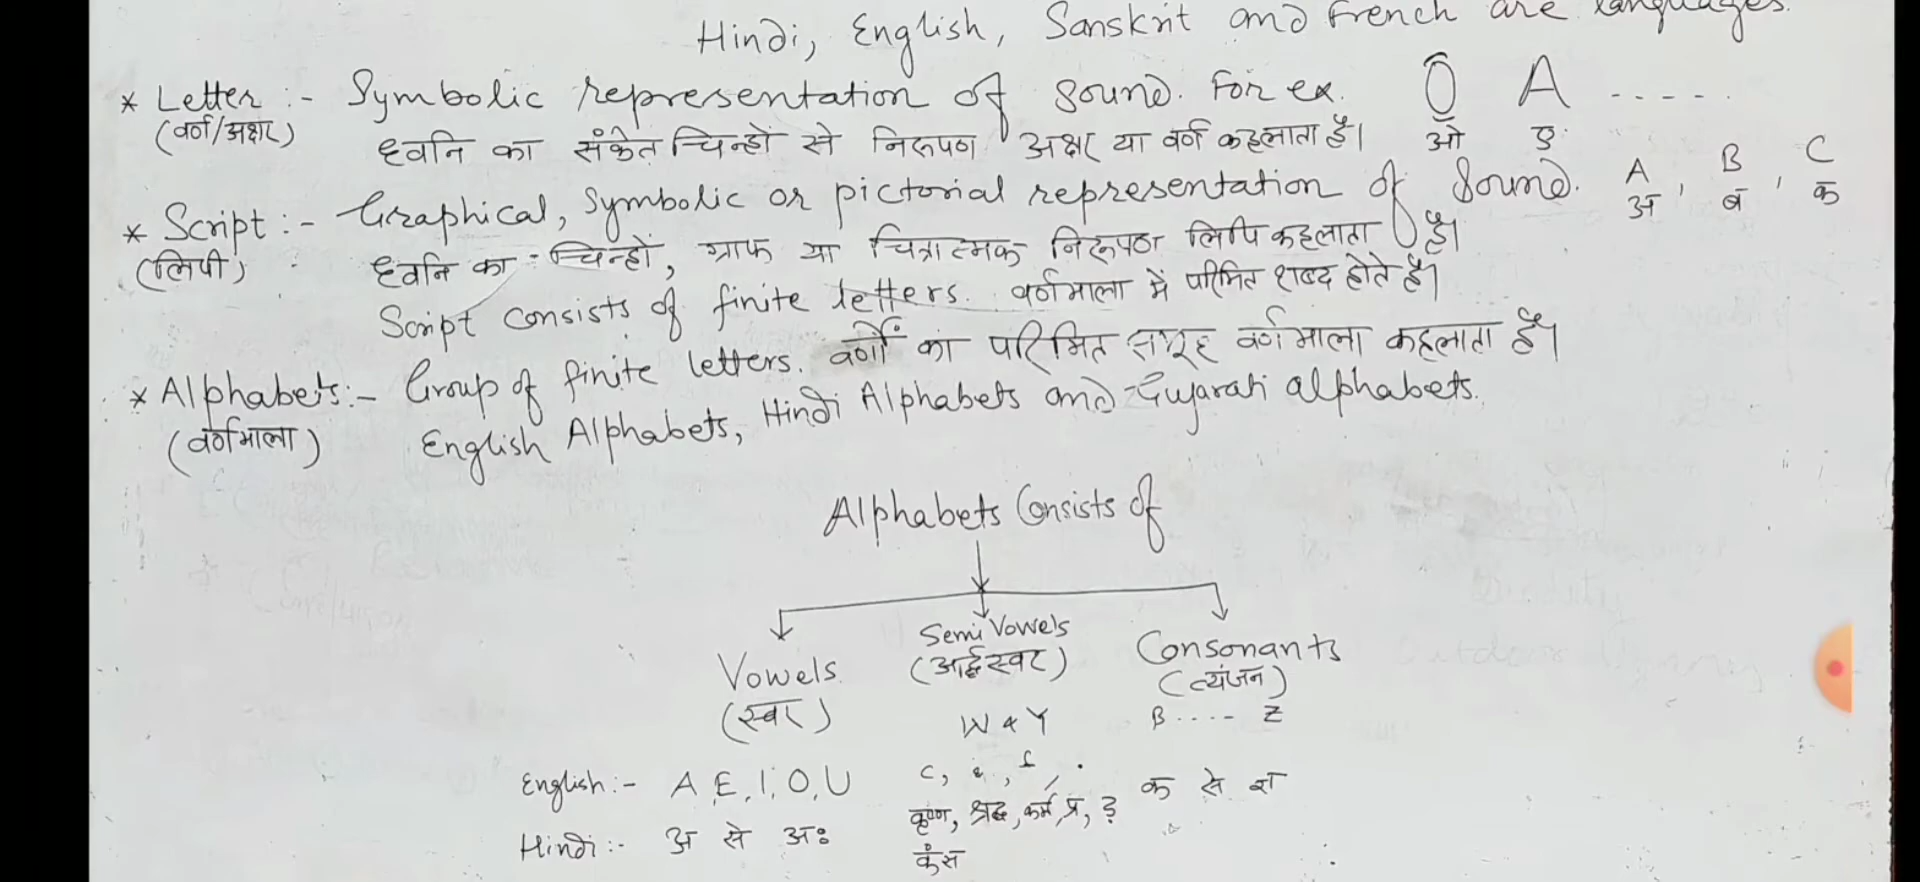 Hindi, English, Sanskrit and French are languages.
* Letter :- Symbolic representation of sound. For ex. O A .....
(वर्ण/अक्षर) ध्वनि का संकेत चिन्हों से निरूपण अक्षर या वर्ण कहलाता है। ओ ए
* Script :- Graphical, Symbolic or pictorial representation of sound. A, B, C
अ ब क
(लिपी) ध्वनि का चिन्हों, ग्राफ या चित्रात्मक निरूपण लिपि कहलाता है।
Script consists of finite letters. वर्णमाला में परिमित शब्द होते है।
* Alphabets :- Group of finite letters. वर्णों का परिमित समूह वर्णमाला कहलाता है।
(वर्णमाला) English Alphabets, Hindi Alphabets and Gujarati alphabets.
Alphabets Consists of
Vowels Semi Vowels Consonants
(स्वर) (अर्द्धस्वर) (व्यंजन)
W & Y B .... Z
English :- A, E, I, O, U
Hindi :- अ से अः कृष्ण, कर्म, प्र, ड़ क से ज्ञ
कंस